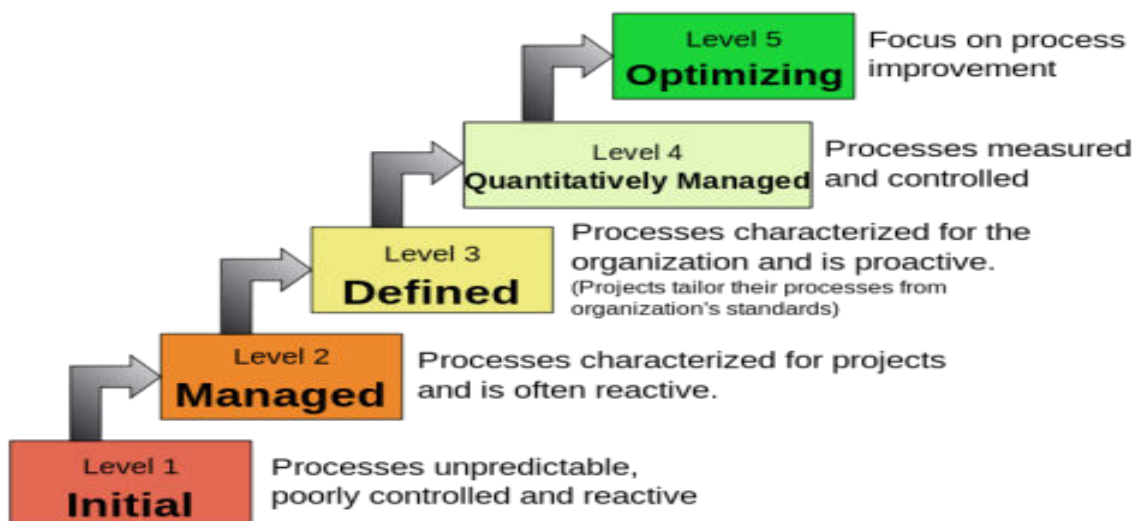 Level 5
Optimizing
Focus on process
improvement
Level 4
Quantitatively Managed
Processes measured
and controlled
Level 3
Defined
Processes characterized for the
organization and is proactive.
(Projects tailor their processes from
organization's standards)
Level 2
Managed
Processes characterized for projects
and is often reactive.
Level 1
Initial
Processes unpredictable,
poorly controlled and reactive